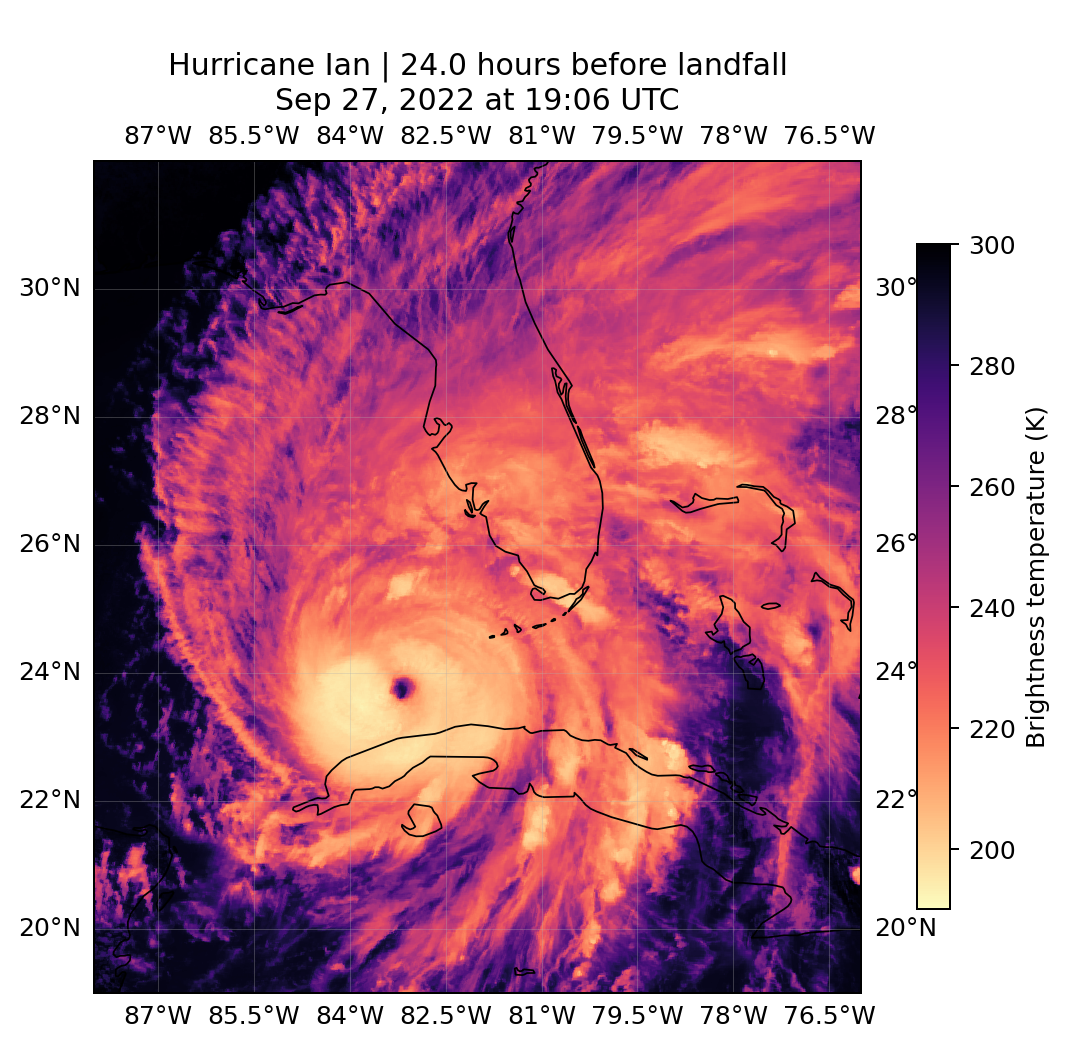 Hurricane Ian | 24.0 hours before landfall
Sep 27, 2022 at 19:06 UTC
87°W 85.5°W 84°W 82.5°W 81°W 79.5°W 78°W 76.5°W
300
30°N 30°
280
28°N 28°
260
26°N 26°
240
24°N 24°
220
22°N 22°
200
20°N 20°N
Brightness temperature (K)
87°W 85.5°W 84°W 82.5°W 81°W 79.5°W 78°W 76.5°W